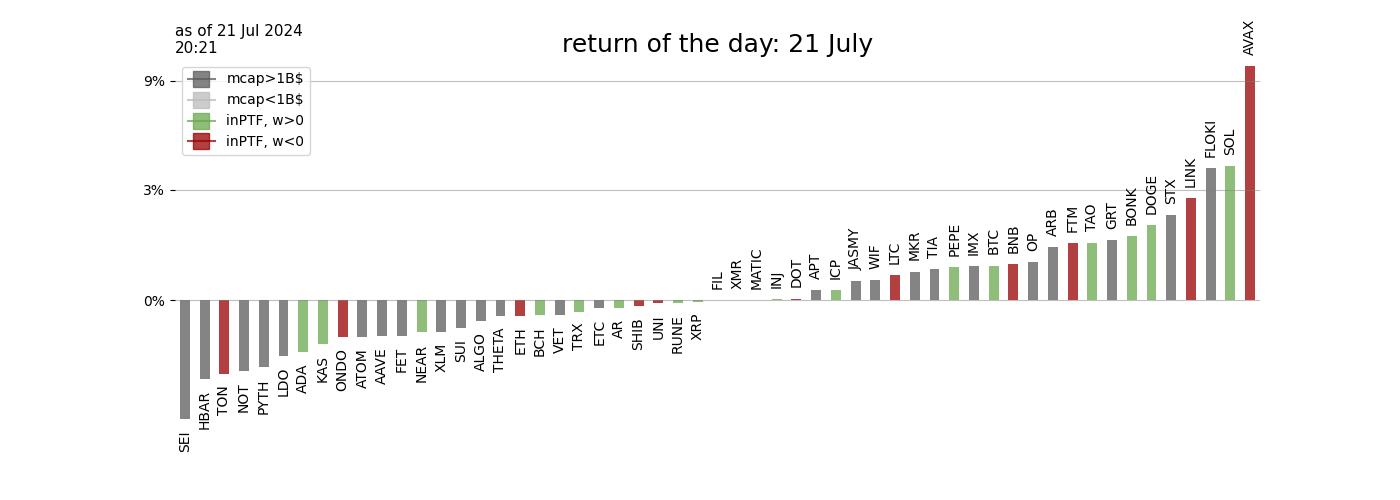 as of 21 Jul 2024
20:21
return of the day: 21 July
mcap>1B$
mcap<1B$
inPTF, w>0
inPTF, w<0
9%
3%
0%
SEI
HBAR
TON
NOT
PYTH
LDO
ADA
KAS
ONDO
ATOM
AAVE
FET
NEAR
XLM
SUI
ALGO
THETA
ETH
BCH
VET
TRX
ETC
AR
SHIB
UNI
RUNE
XRP
FIL
XMR
MATIC
INJ
DOT
APT
ICP
JASMY
WIF
LTC
MKR
TIA
PEPE
IMX
BTC
BNB
OP
ARB
FTM
TAO
GRT
BONK
DOGE
STX
LINK
FLOKI
SOL
AVAX